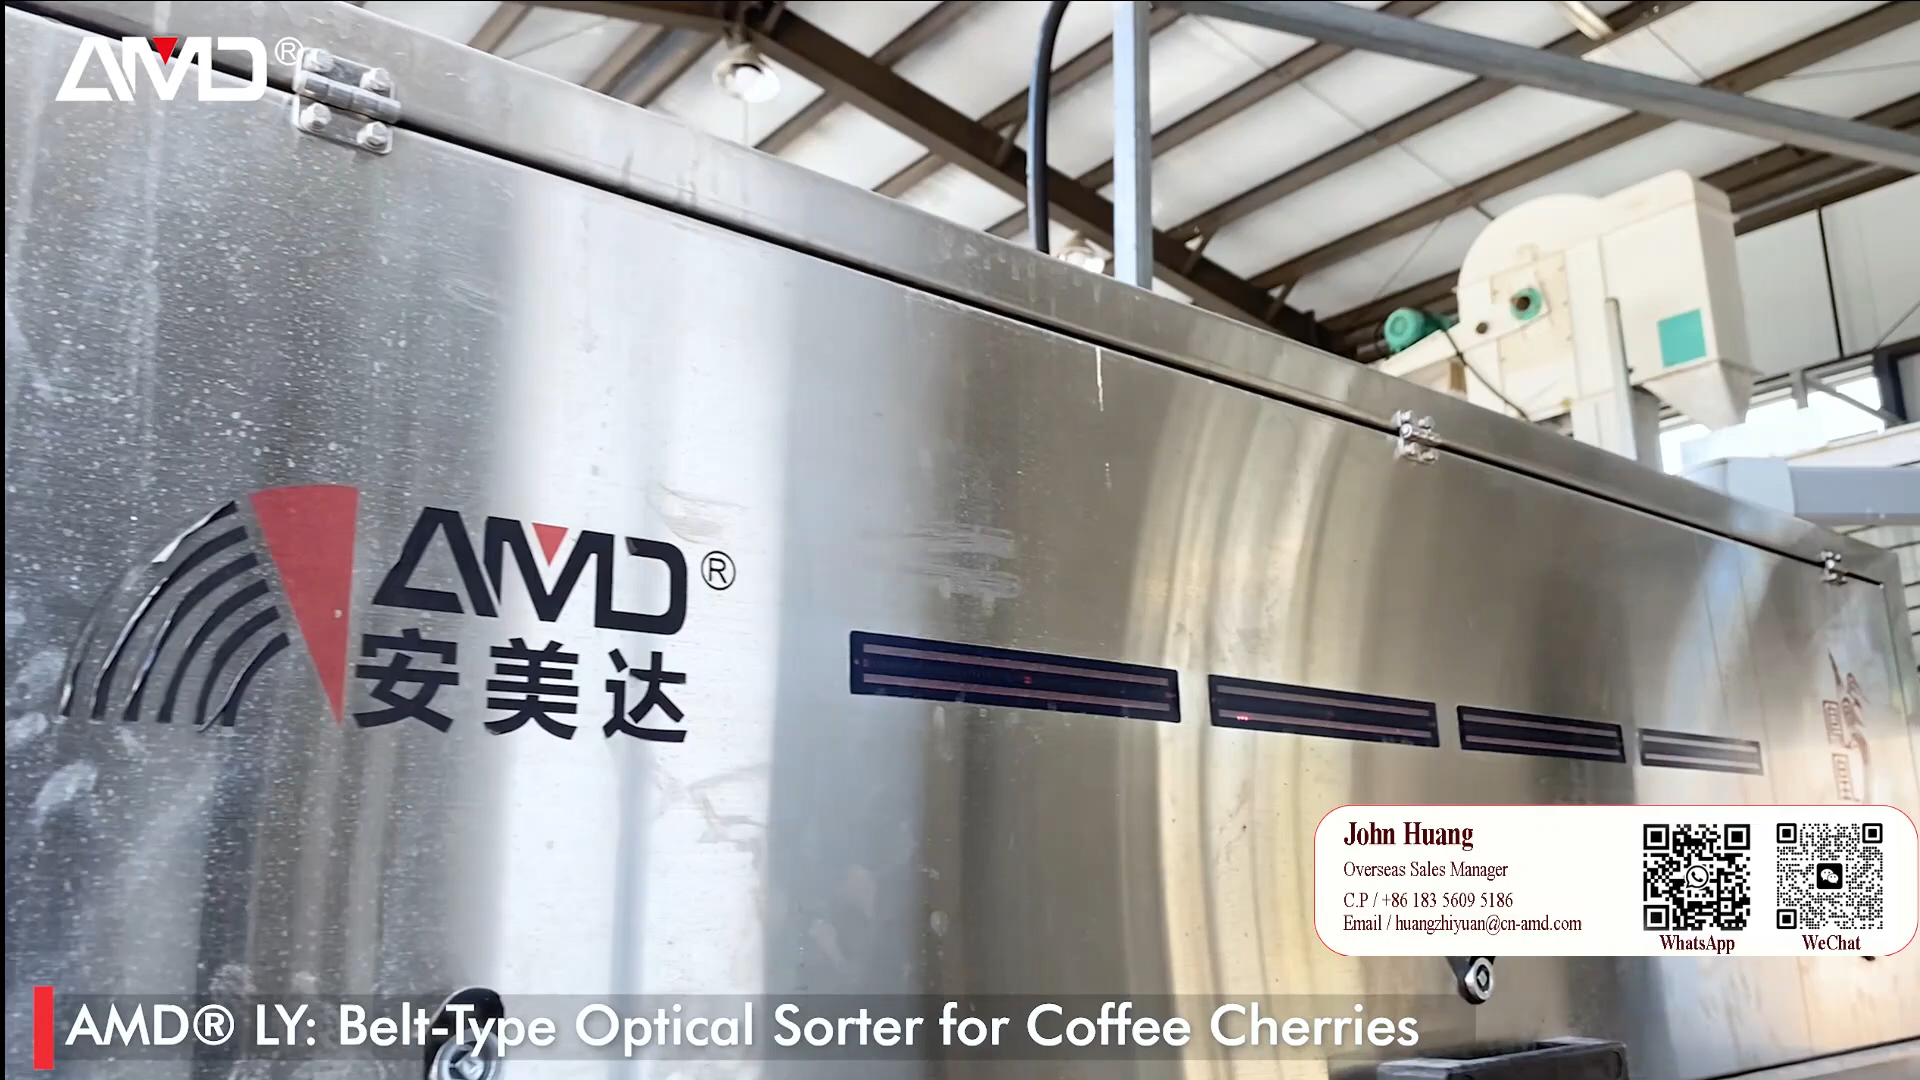 AMD®
AMD®
安美达
John Huang
Overseas Sales Manager
C.P / +86 183 5609 5186
Email / huangzhiyuan@cn-amd.com
WhatsApp
WeChat
AMD® LY: Belt-Type Optical Sorter for Coffee Cherries